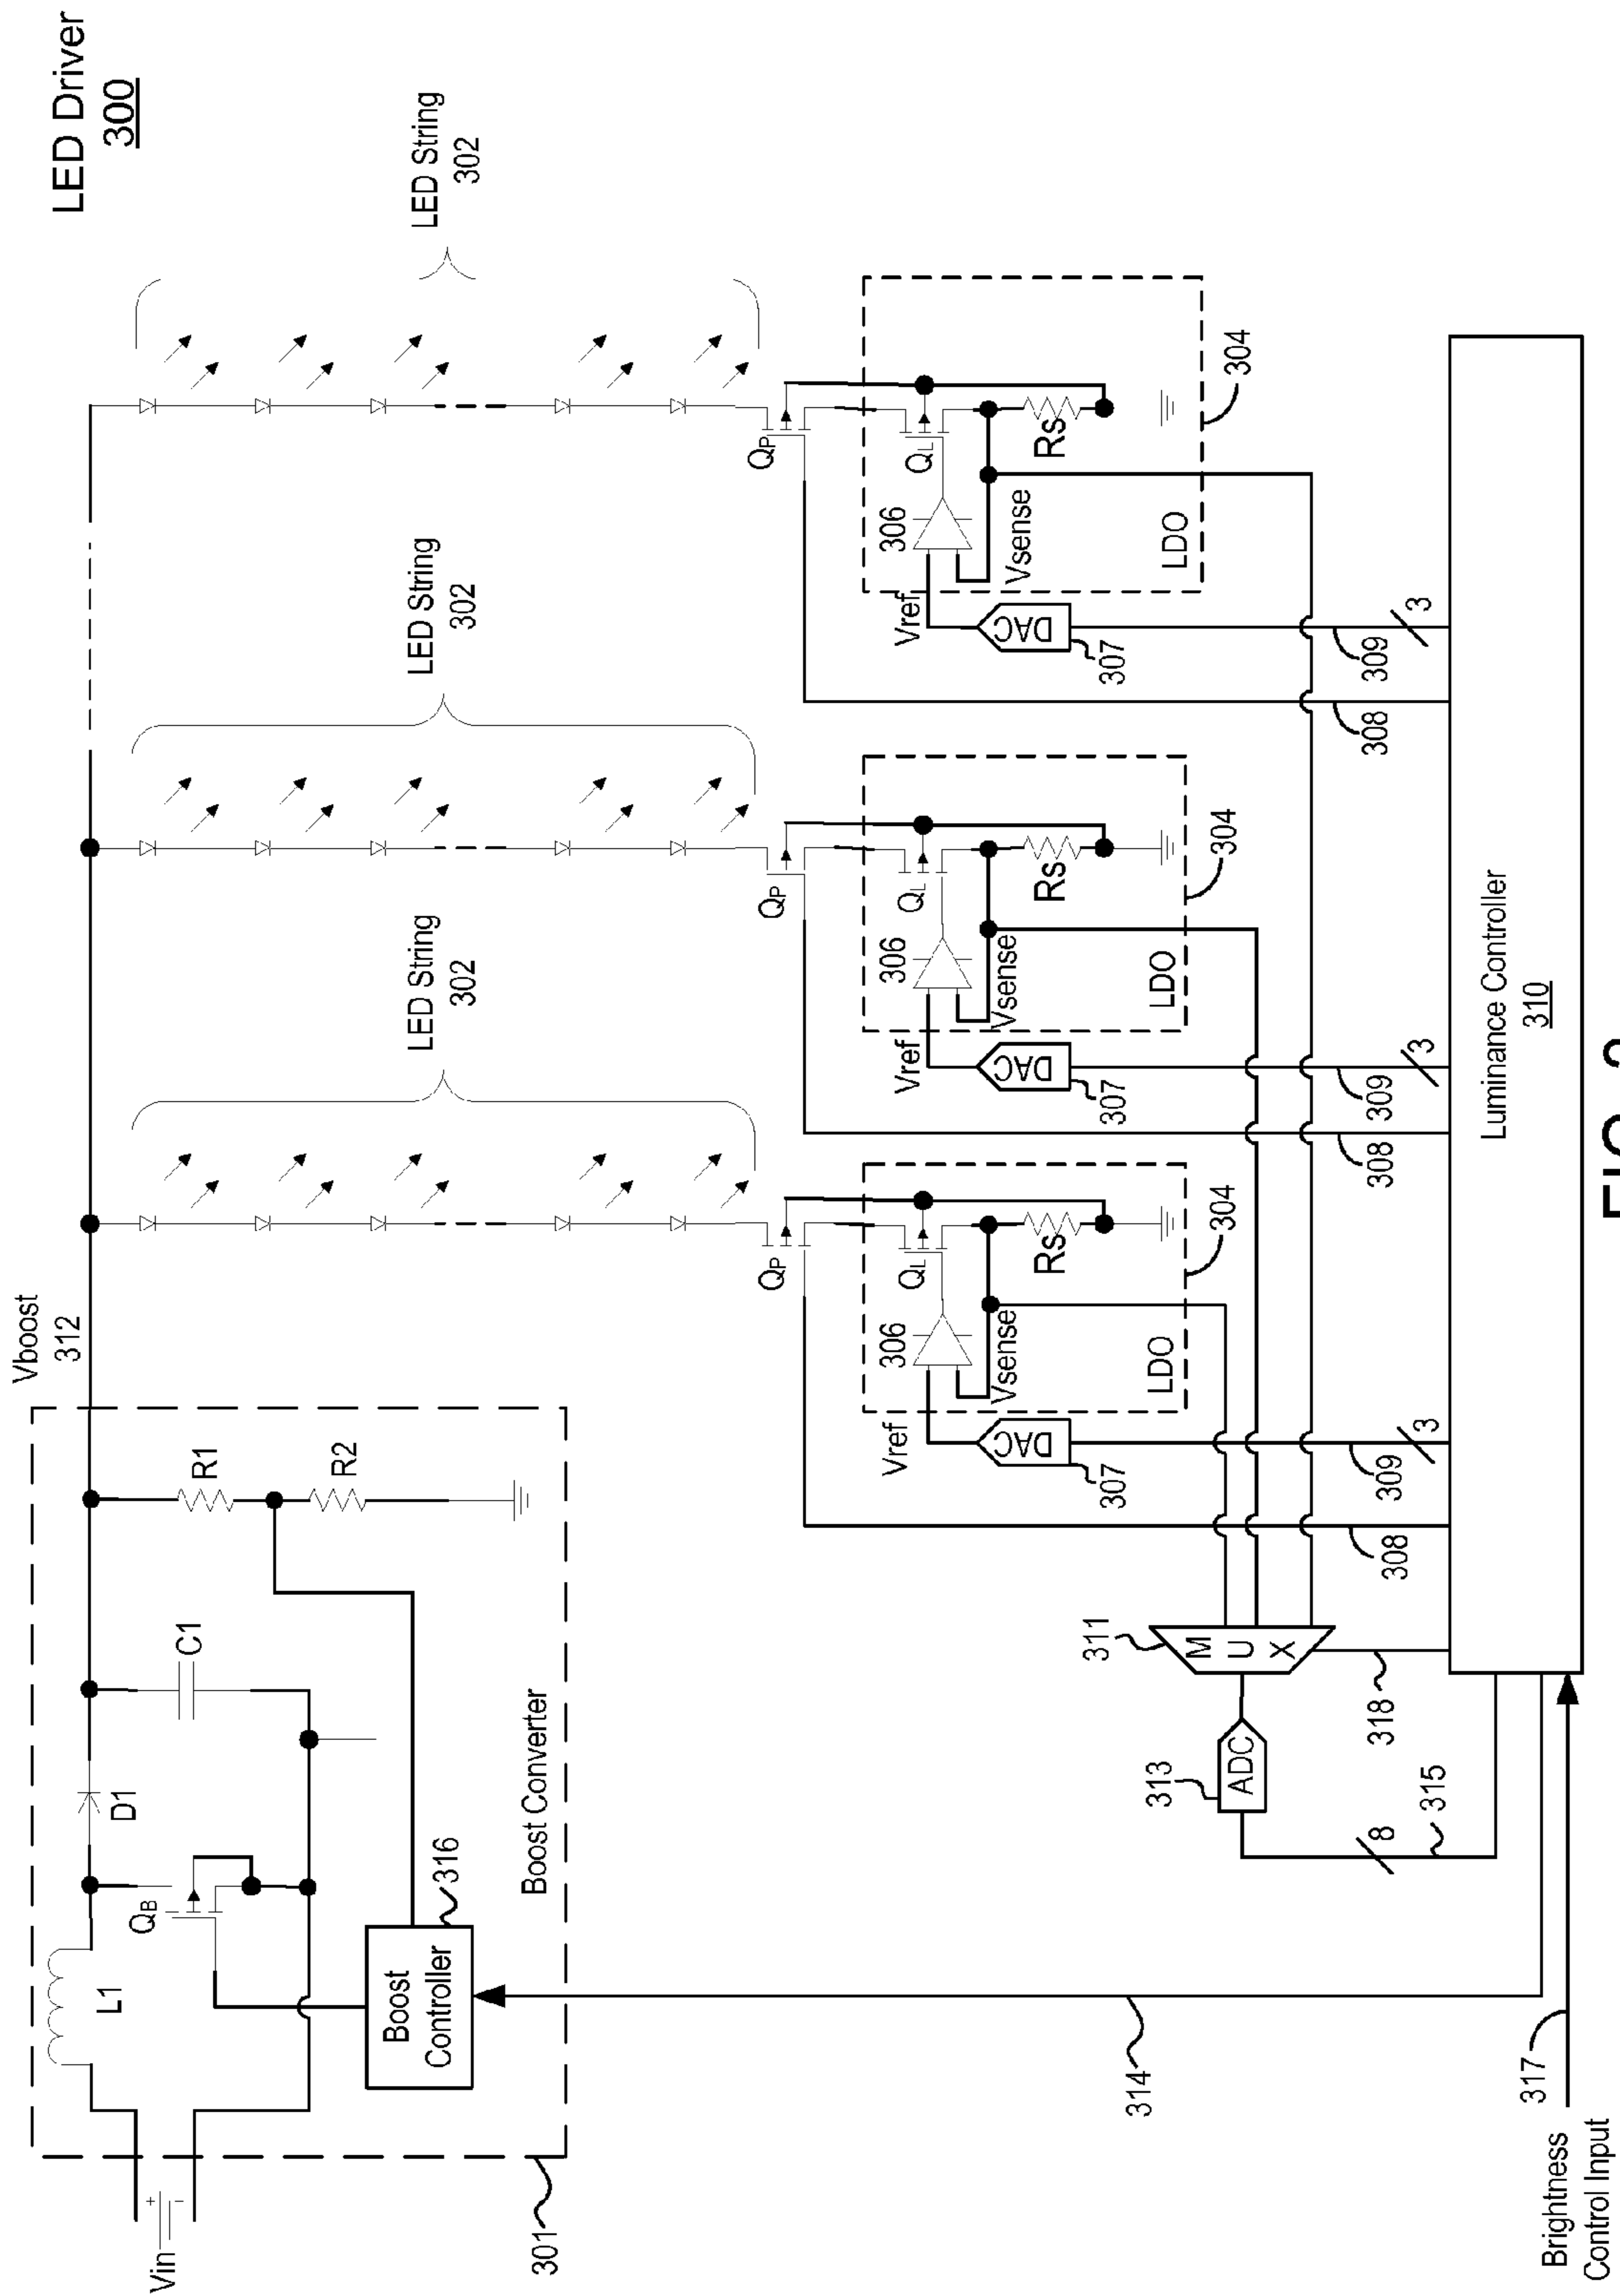 LED Driver
300
Vboost
312
LED String
302
LED String
302
LED String
302
Vin
+
-
L1
QB
D1
C1
R1
R2
Boost
Controller
316
Boost Converter
301
QP
QP
QP
306
QL
Vsense
Rs
LDO
304
Vref
DAC
307
306
QL
Vsense
Rs
LDO
304
Vref
DAC
307
306
QL
Vsense
Rs
LDO
304
Vref
DAC
307
308
309
3
308
309
3
308
309
3
MUX
311
ADC
313
8
315
318
314
317
Brightness
Control Input
Luminance Controller
310